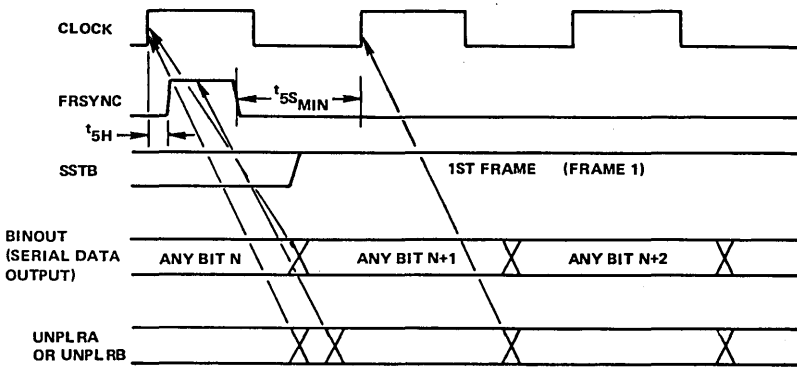 CLOCK
FRSYNC
t5SMIN
t5H
SSTB
1ST FRAME (FRAME 1)
BINOUT
(SERIAL DATA
OUTPUT)
ANY BIT N
ANY BIT N+1
ANY BIT N+2
UNPLRA
OR UNPLRB